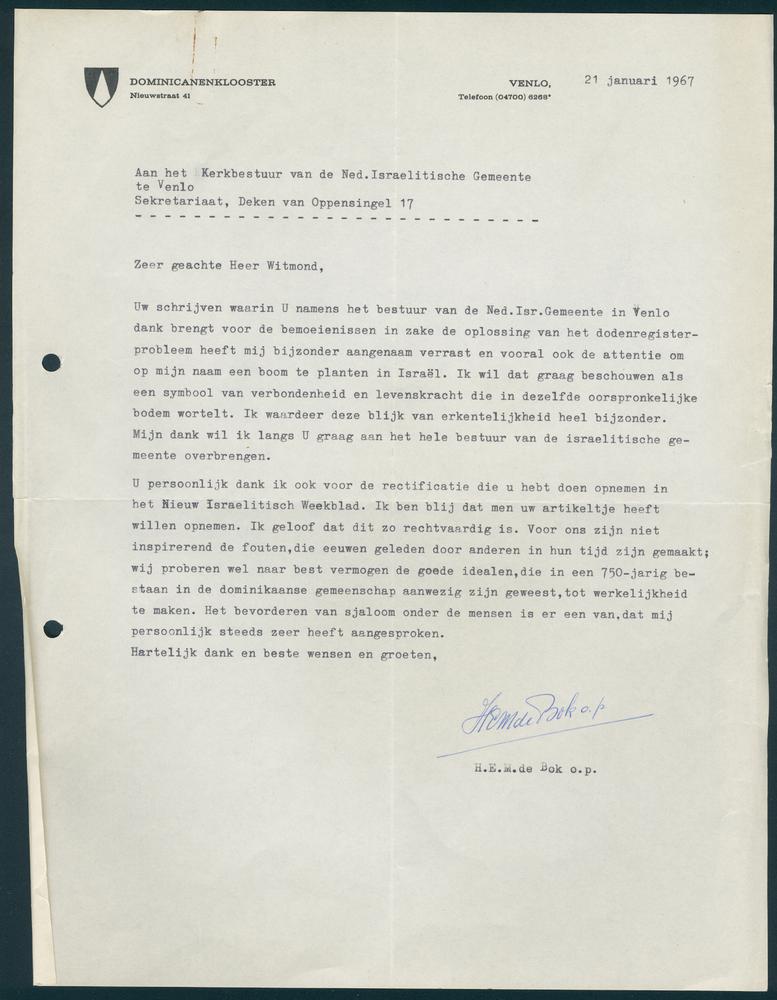 DOMINICANENKLOOSTER
Nieuwstraat 41
VENLO, 21 januari 1967
Telefoon (04700) 6268*
Aan het Kerkbestuur van de Ned.Israelitische Gemeente
te Venlo
Sekretariaat, Deken van Oppensingel 17
- - - - - - - - - - - - - - - - - - - - - - - - - - - -
Zeer geachte Heer Witmond,
Uw schrijven waarin U namens het bestuur van de Ned.Isr.Gemeente in Venlo
dank brengt voor de bemoeienissen in zake de oplossing van het dodenregister-
probleem heeft mij bijzonder aangenaam verrast en vooral ook de attentie om
op mijn naam een boom te planten in Israël. Ik wil dat graag beschouwen als
een symbool van verbondenheid en levenskracht die in dezelfde oorspronkelijke
bodem wortelt. Ik waardeer deze blijk van erkentelijkheid heel bijzonder.
Mijn dank wil ik langs U graag aan het hele bestuur van de israelitische ge-
meente overbrengen.
U persoonlijk dank ik ook voor de rectificatie die u hebt doen opnemen in
het Nieuw Israelitisch Weekblad. Ik ben blij dat men uw artikeltje heeft
willen opnemen. Ik geloof dat dit zo rechtvaardig is. Voor ons zijn niet
inspirerend de fouten,die eeuwen geleden door anderen in hun tijd zijn gemaakt;
wij proberen wel naar best vermogen de goede idealen,die in een 750-jarig be-
staan in de dominikaanse gemeenschap aanwezig zijn geweest,tot werkelijkheid
te maken. Het bevorderen van sjaloom onder de mensen is er een van,dat mij
persoonlijk steeds zeer heeft aangesproken.
Hartelijk dank en beste wensen en groeten,
HEMdeBok o.p
H.E.M.de Bok o.p.